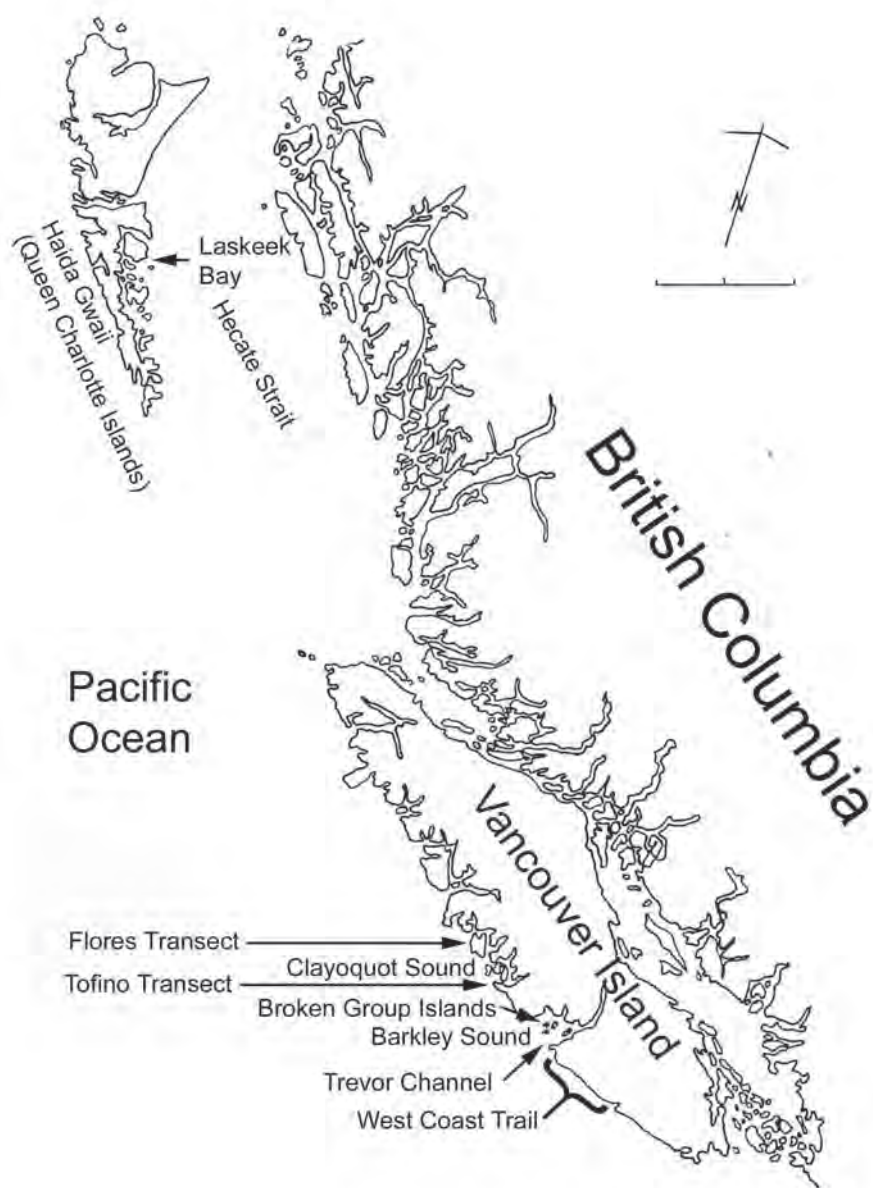 Haida Gwaii
(Queen Charlotte Islands)
Laskeek
Bay
Hecate Strait
N
British Columbia
Pacific
Ocean
Vancouver Island
Flores Transect
Clayoquot Sound
Tofino Transect
Broken Group Islands
Barkley Sound
Trevor Channel
West Coast Trail